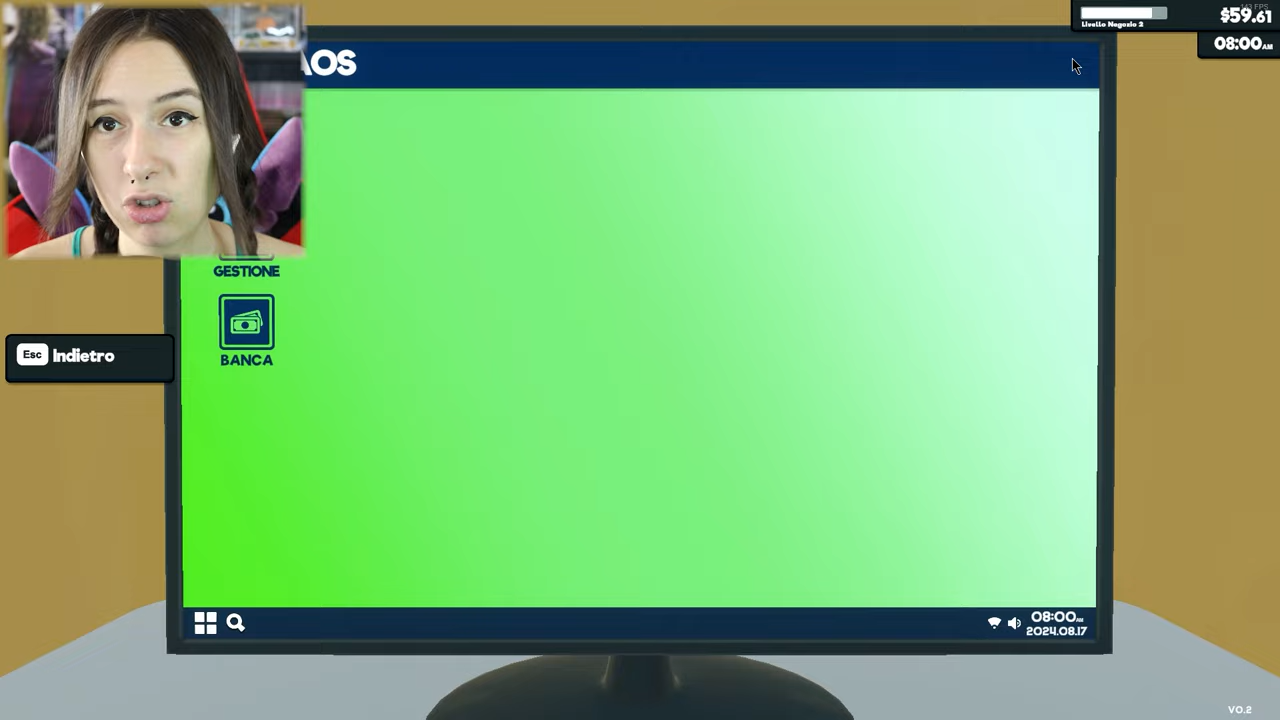 $59.61
Livello Negozio 2
08:00AM
AOS
GESTIONE
BANCA
Esc Indietro
08:00AM
2024.08.17
V0.2